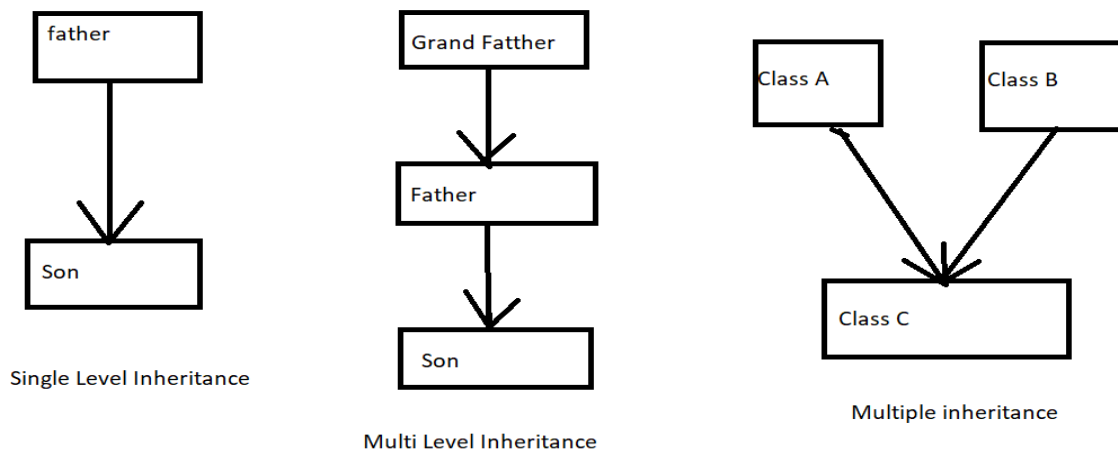 father
Son
Single Level Inheritance
Grand Fatther
Father
Son
Multi Level Inheritance
Class A
Class B
Class C
Multiple inheritance